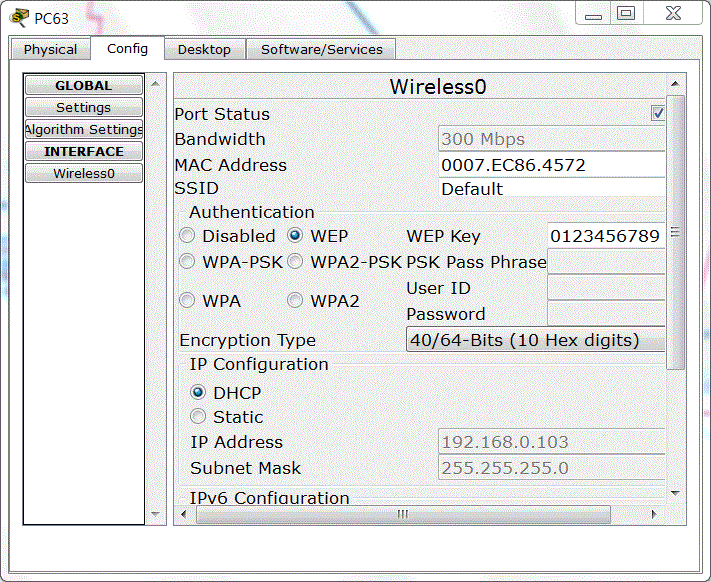 PC63
Physical Config Desktop Software/Services
GLOBAL
Settings
Algorithm Settings
INTERFACE
Wireless0
Wireless0
Port Status
Bandwidth 300 Mbps
MAC Address 0007.EC86.4572
SSID Default
Authentication
Disabled WEP WEP Key 0123456789
WPA-PSK WPA2-PSK PSK Pass Phrase
User ID
WPA WPA2
Password
Encryption Type 40/64-Bits (10 Hex digits)
IP Configuration
DHCP
Static
IP Address 192.168.0.103
Subnet Mask 255.255.255.0
IPv6 Configuration